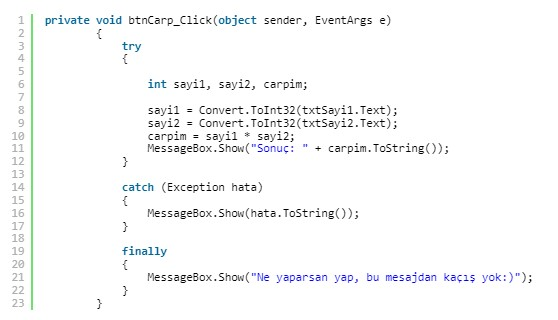 1 private void btnCarp_Click(object sender, EventArgs e)
2 {
3 try
4 {
5
6 int sayi1, sayi2, carpim;
7
8 sayi1 = Convert.ToInt32(txtSayi1.Text);
9 sayi2 = Convert.ToInt32(txtSayi2.Text);
10 carpim = sayi1 * sayi2;
11 MessageBox.Show("Sonuç: " + carpim.ToString());
12 }
13
14 catch (Exception hata)
15 {
16 MessageBox.Show(hata.ToString());
17 }
18
19 finally
20 {
21 MessageBox.Show("Ne yaparsan yap, bu mesajdan kaçış yok:)");
22 }
23 }